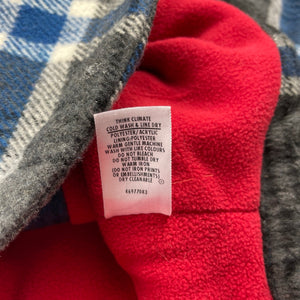 THINK CLIMATE
COLD WASH & LINE DRY
POLYESTER/ACRYLIC
LINING:POLYESTER
WARM GENTLE MACHINE
WASH WITH LIKE COLOURS
DO NOT BLEACH
DO NOT TUMBLE DRY
WARM IRON
(DO NOT IRON PRINTS
OR EMBELLISHMENTS)
DRY CLEANABLE
46977083